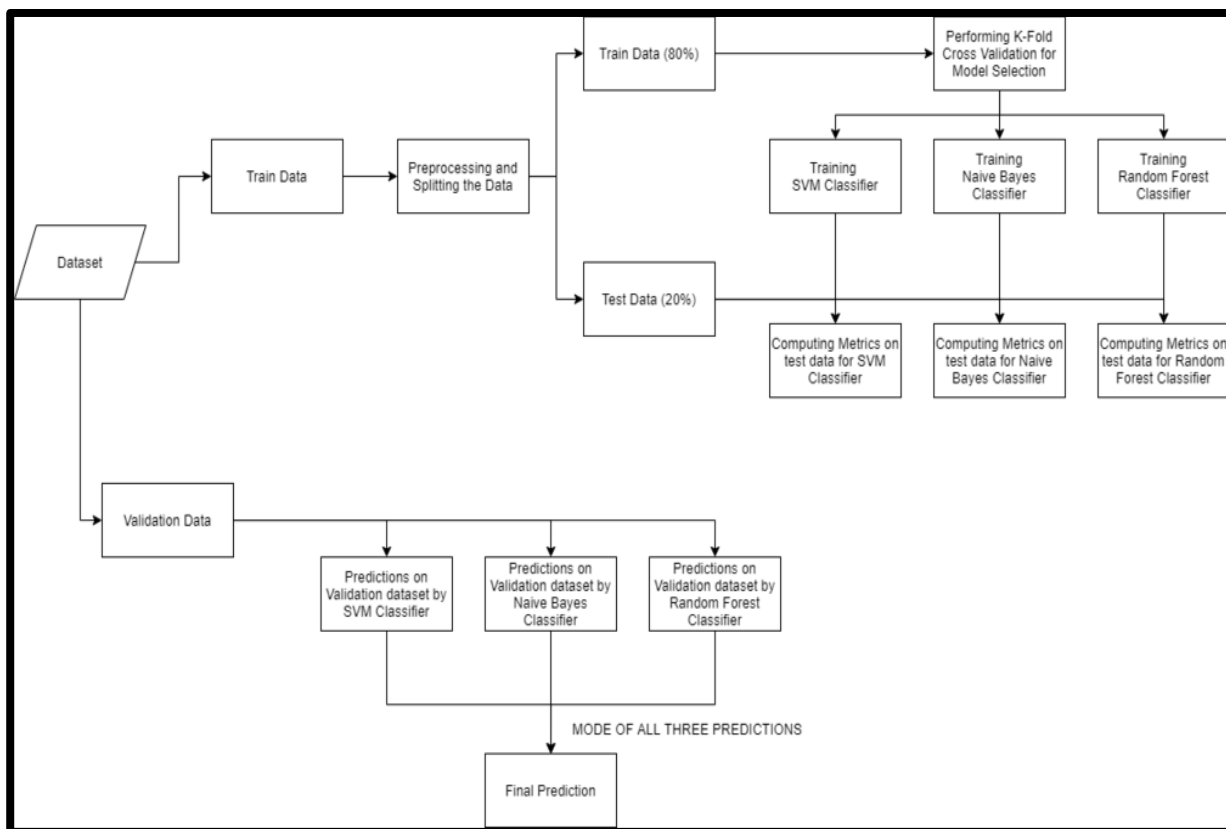 Train Data (80%)
Performing K-Fold
Cross Validation for
Model Selection
Train Data
Preprocessing and
Splitting the Data
Training
SVM Classifier
Training
Naive Bayes
Classifier
Training
Random Forest
Classifier
Dataset
Test Data (20%)
Computing Metrics on
test data for SVM
Classifier
Computing Metrics on
test data for Naive
Bayes Classifier
Computing Metrics on
test data for Random
Forest Classifier
Validation Data
Predictions on
Validation dataset by
SVM Classifier
Predictions on
Validation dataset by
Naive Bayes
Classifier
Predictions on
Validation dataset by
Random Forest
Classifier
MODE OF ALL THREE PREDICTIONS
Final Prediction